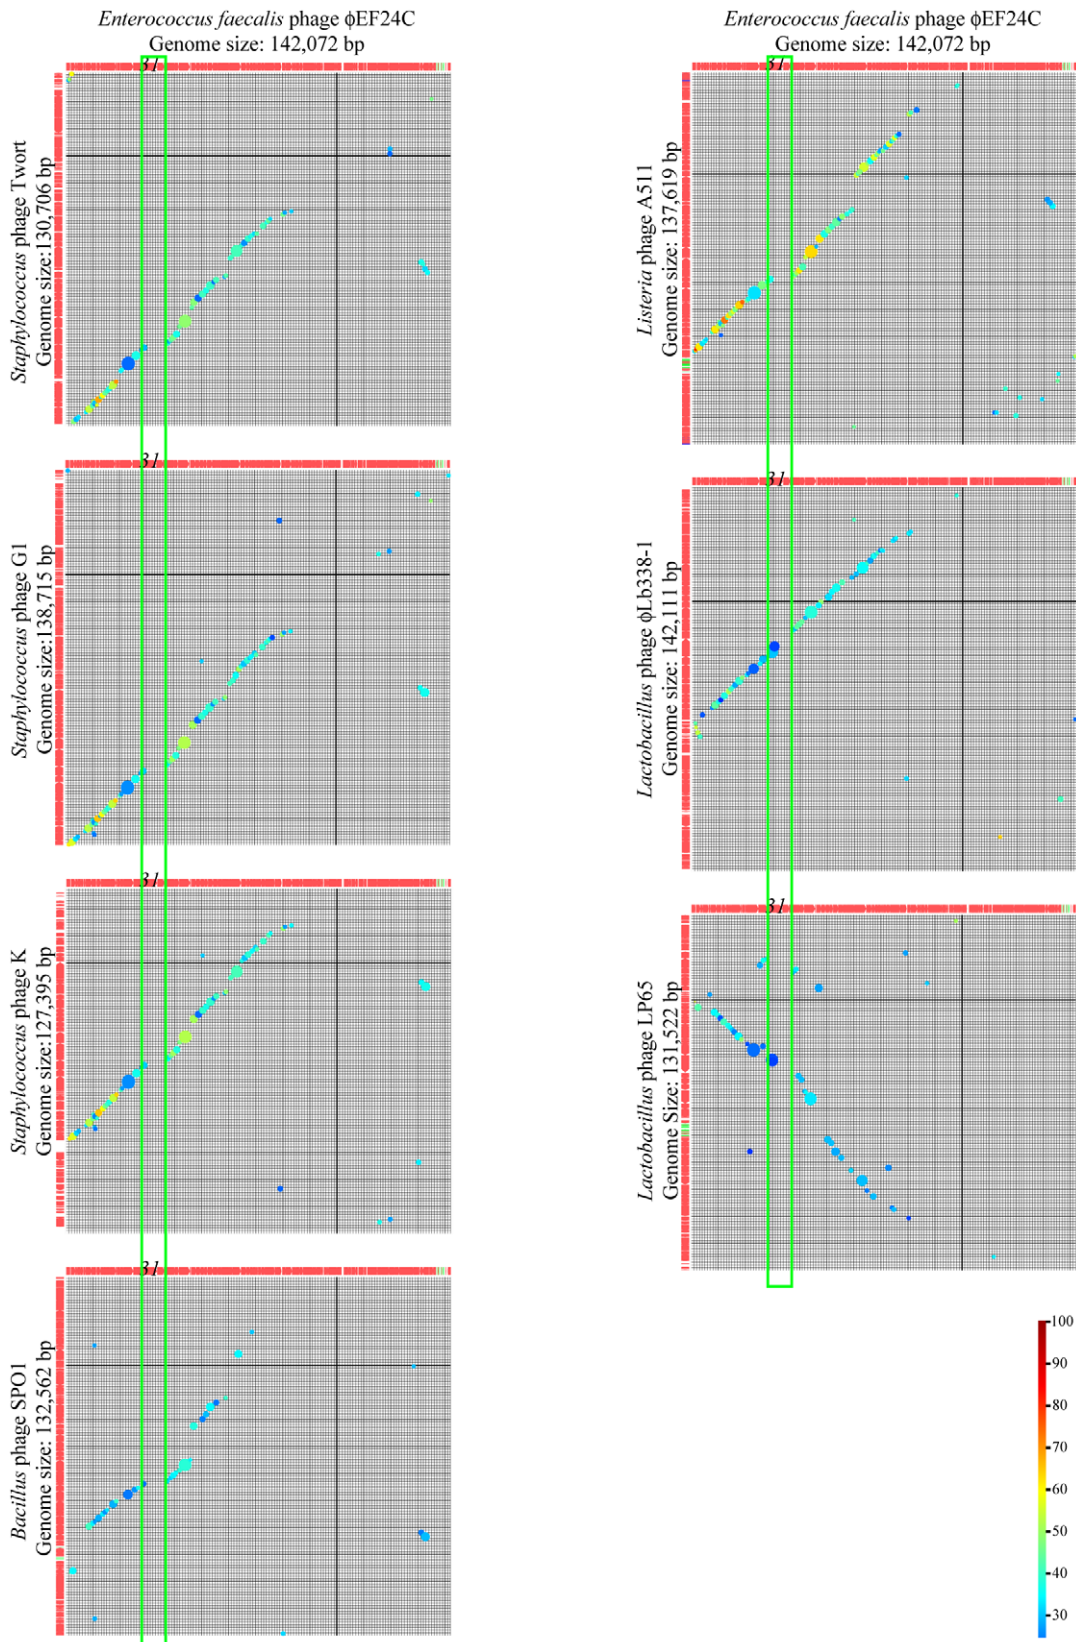 Enterococcus faecalis phage ϕEF24C
Genome size: 142,072 bp
31
Staphylococcus phage Twort
Genome size:130,706 bp
31
Staphylococcus phage G1
Genome size:138,715 bp
31
Staphylococcus phage K
Genome size:127,395 bp
31
Bacillus phage SPO1
Genome size: 132,562 bp
Enterococcus faecalis phage ϕEF24C
Genome size: 142,072 bp
31
Listeria phage A511
Genome size: 137,619 bp
31
Lactobacillus phage ϕLb338-1
Genome size: 142,111 bp
31
Lactobacillus phage LP65
Genome Size: 131,522 bp
100
90
80
70
60
50
40
30